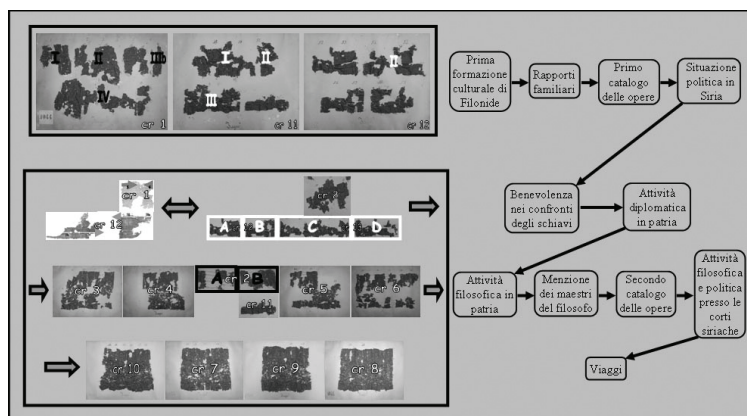 I
II
IIIb
IV
cr 1
I
II
III
cr 11
II
cr 12
Prima
formazione
culturale di
Filonide
Rapporti
familiari
Primo
catalogo
delle opere
Situazione
politica in
Siria
cr 1
cr 12
A
B
C
D
Benevolenza
nei confronti
degli schiavi
Attività
diplomatica
in patria
cr 3
cr 4
A
cr 2
B
cr 11
cr 5
cr 6
Attività
filosofica in
patria
Menzione
dei maestri
del filosofo
Secondo
catalogo
delle opere
Attività
filosofica
e politica
presso le
corti
siriache
cr 10
cr 7
cr 9
cr 8
Viaggi